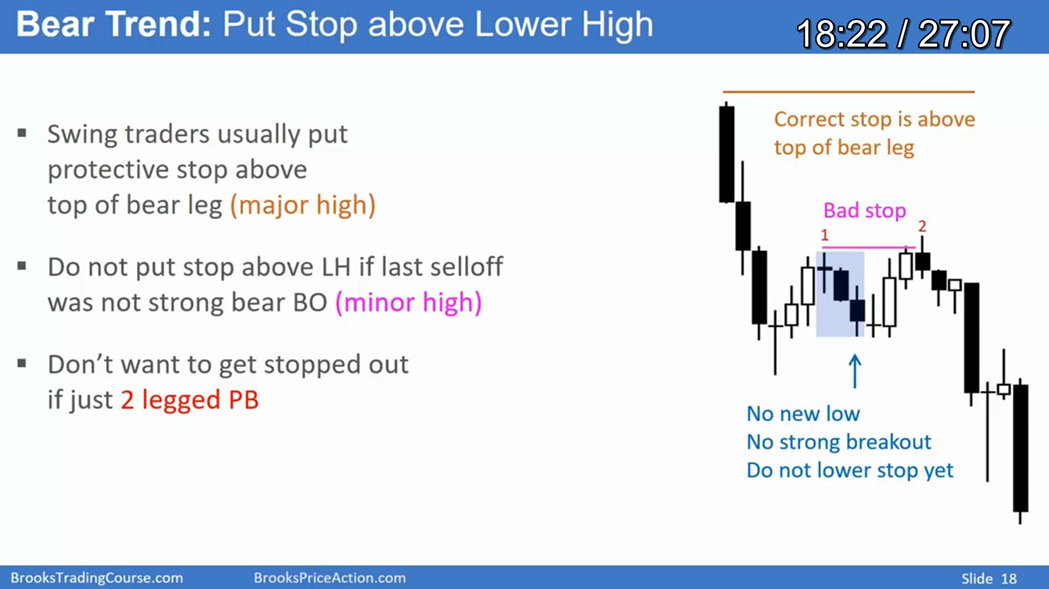 Bear Trend: Put Stop above Lower High
18:22 / 27:07
▪ Swing traders usually put
protective stop above
top of bear leg (major high)
▪ Do not put stop above LH if last selloff
was not strong bear BO (minor high)
▪ Don’t want to get stopped out
if just 2 legged PB
Correct stop is above
top of bear leg
Bad stop
1
2
No new low
No strong breakout
Do not lower stop yet
BrooksTradingCourse.com
BrooksPriceAction.com
Slide 18